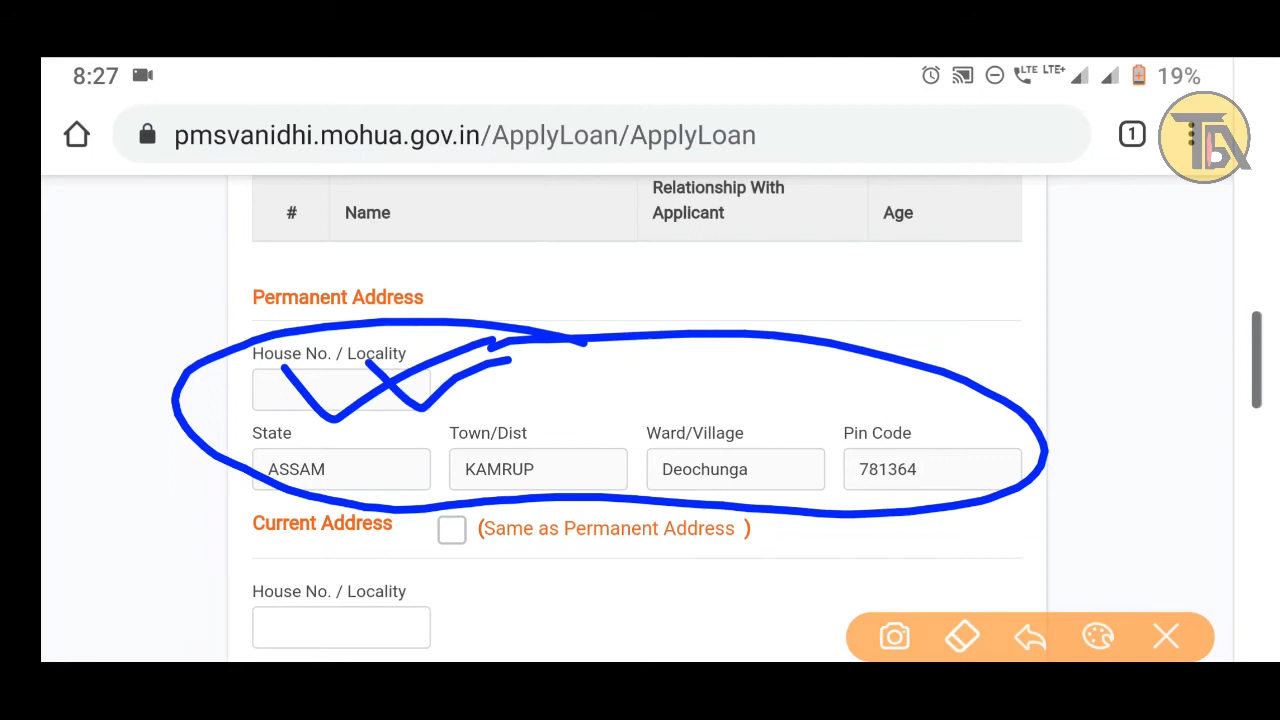 8:27 LTE LTE+ 19%
pmsvanidhi.mohua.gov.in/ApplyLoan/ApplyLoan 1
# Name Relationship With Applicant Age
Permanent Address
House No. / Locality
State Town/Dist Ward/Village Pin Code
ASSAM KAMRUP Deochunga 781364
Current Address (Same as Permanent Address )
House No. / Locality